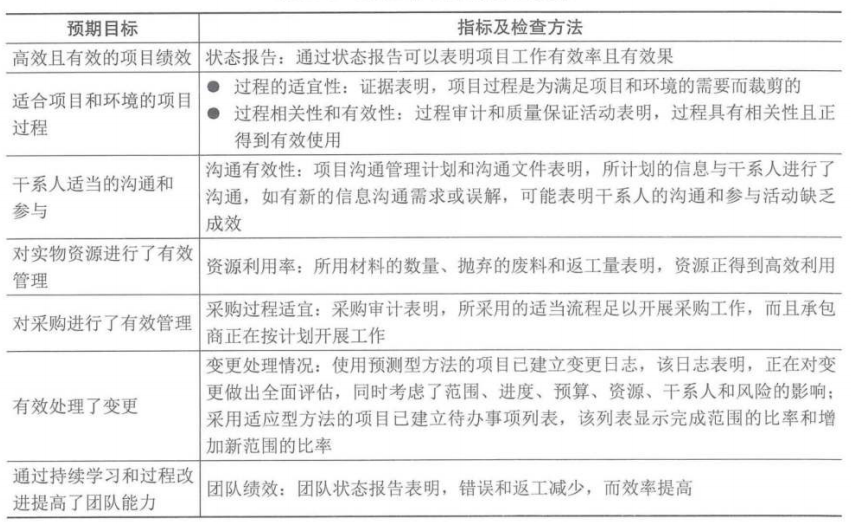 预期目标
指标及检查方法
高效且有效的项目绩效
状态报告：通过状态报告可以表明项目工作有效率且有效果
适合项目和环境的项目
过程
● 过程的适宜性：证据表明，项目过程是为满足项目和环境的需要而裁剪的
● 过程相关性和有效性：过程审计和质量保证活动表明，过程具有相关性且正
得到有效使用
干系人适当的沟通和
参与
沟通有效性：项目沟通管理计划和沟通文件表明，所计划的信息与干系人进行了
沟通，如有新的信息沟通需求或误解，可能表明干系人的沟通和参与活动缺乏
成效
对实物资源进行了有效
管理
资源利用率：所用材料的数量、抛弃的废料和返工量表明，资源正得到高效利用
对采购进行了有效管理
采购过程适宜：采购审计表明，所采用的适当流程足以开展采购工作，而且承包
商正在按计划开展工作
有效处理了变更
变更处理情况：使用预测型方法的项目已建立变更日志，该日志表明，正在对变
更做出全面评估，同时考虑了范围、进度、预算、资源、干系人和风险的影响；
采用适应型方法的项目已建立待办事项列表，该列表显示完成范围的比率和增
加新范围的比率
通过持续学习和过程改
进提高了团队能力
团队绩效：团队状态报告表明，错误和返工减少，而效率提高